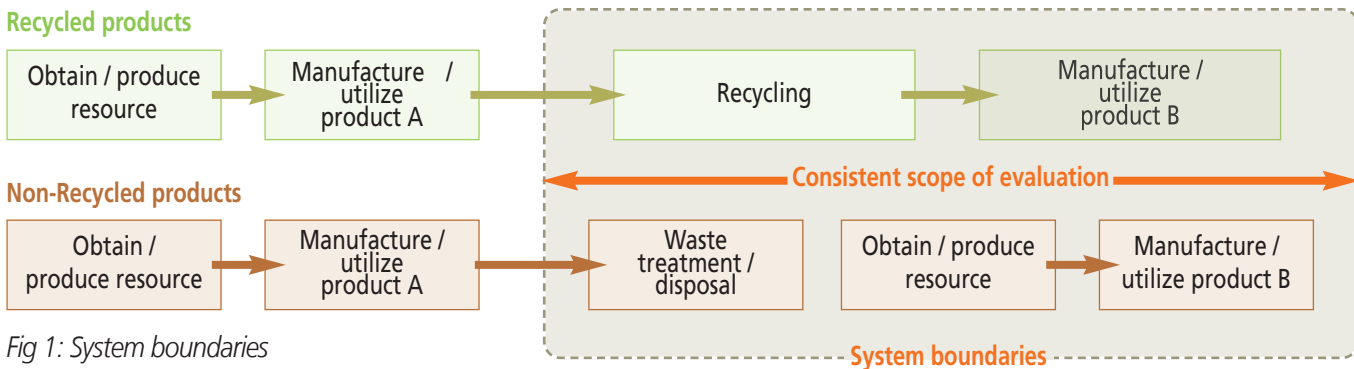 Recycled products
Obtain / produce
resource
Manufacture /
utilize
product A
Recycling
Manufacture /
utilize
product B
Consistent scope of evaluation
Non-Recycled products
Obtain /
produce resource
Manufacture /
utilize
product A
Waste
treatment /
disposal
Obtain / produce
resource
Manufacture /
utilize product B
Fig 1: System boundaries
System boundaries